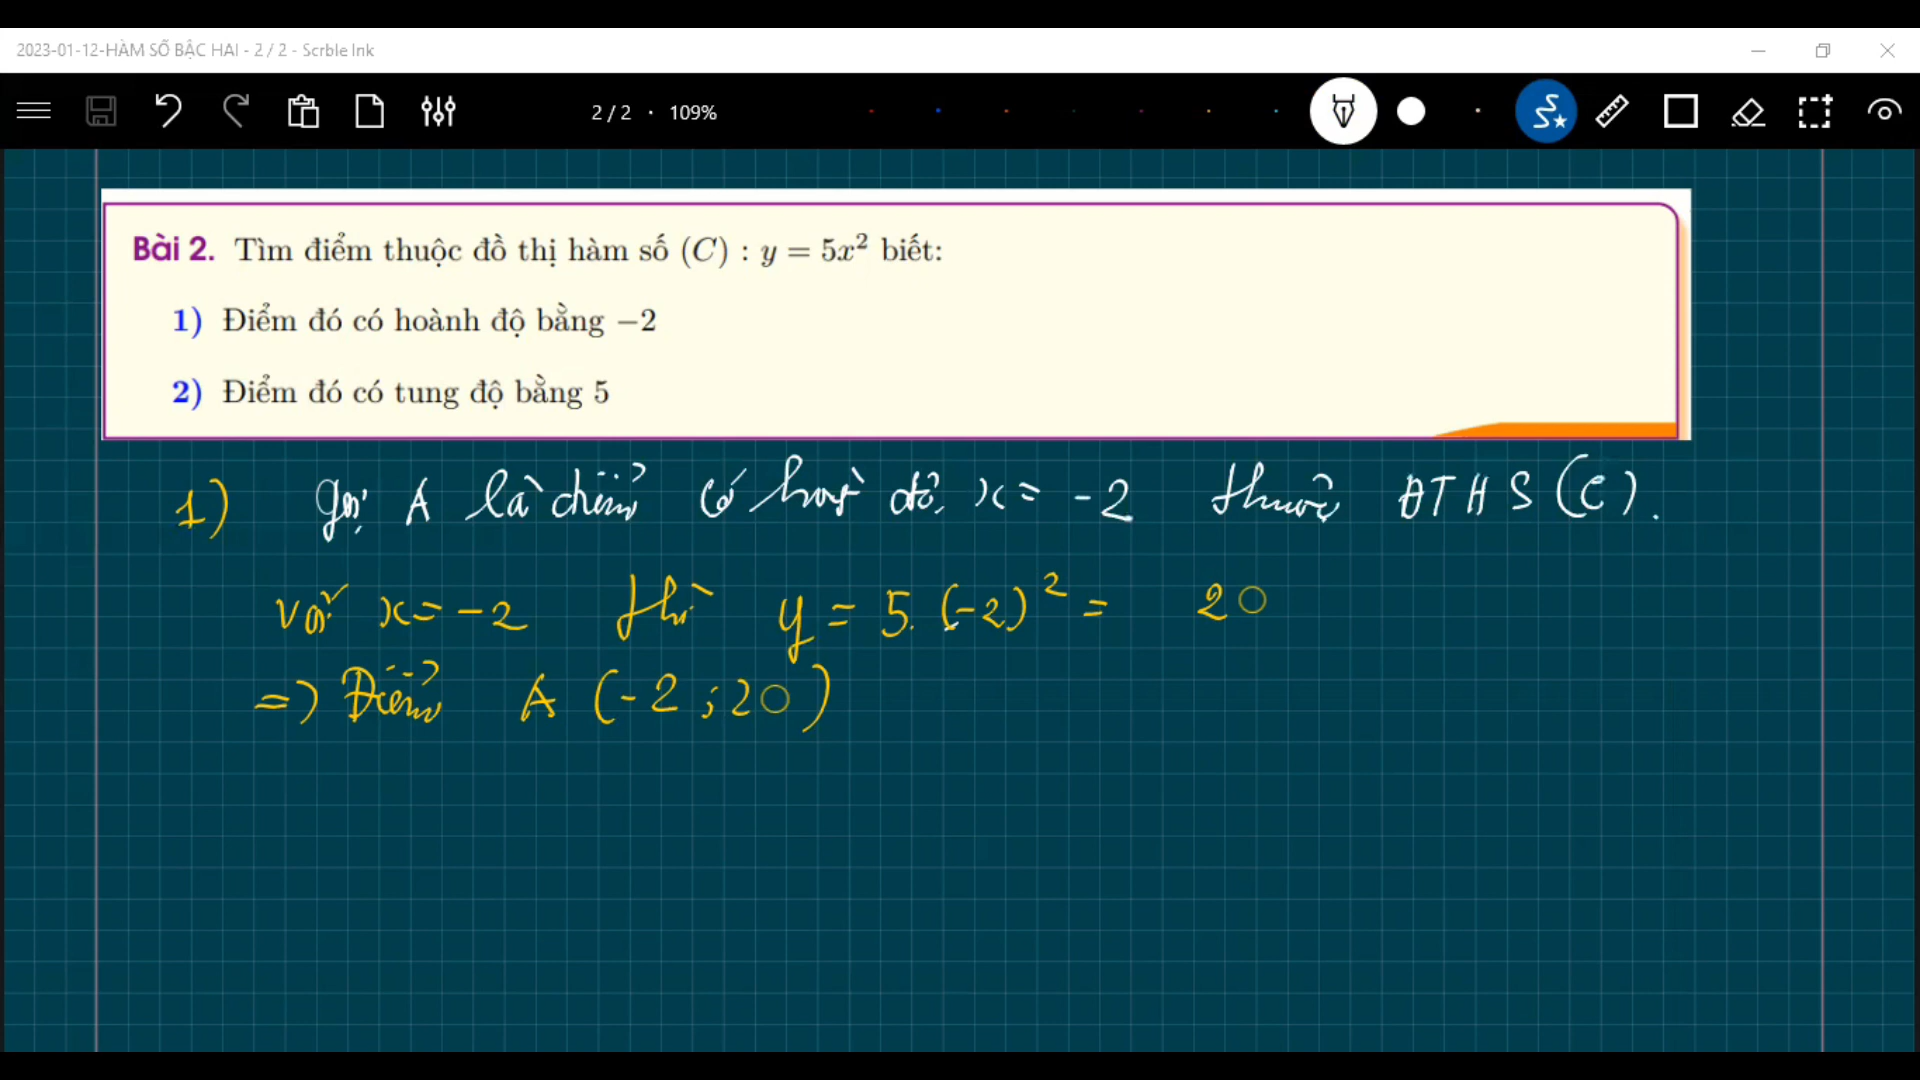 2023-01-12-HÀM SỐ BẬC HAI - 2 / 2 - Scrble Ink
2 / 2 · 109%
Bài 2. Tìm điểm thuộc đồ thị hàm số (C) : y = 5x² biết:
1) Điểm đó có hoành độ bằng −2
2) Điểm đó có tung độ bằng 5
1) gọi A là điểm có hoành độ x = -2 thuộc ĐTHS (C).
với x = -2 thì y = 5.(-2)² = 20
=> Điểm A (-2 ; 20)